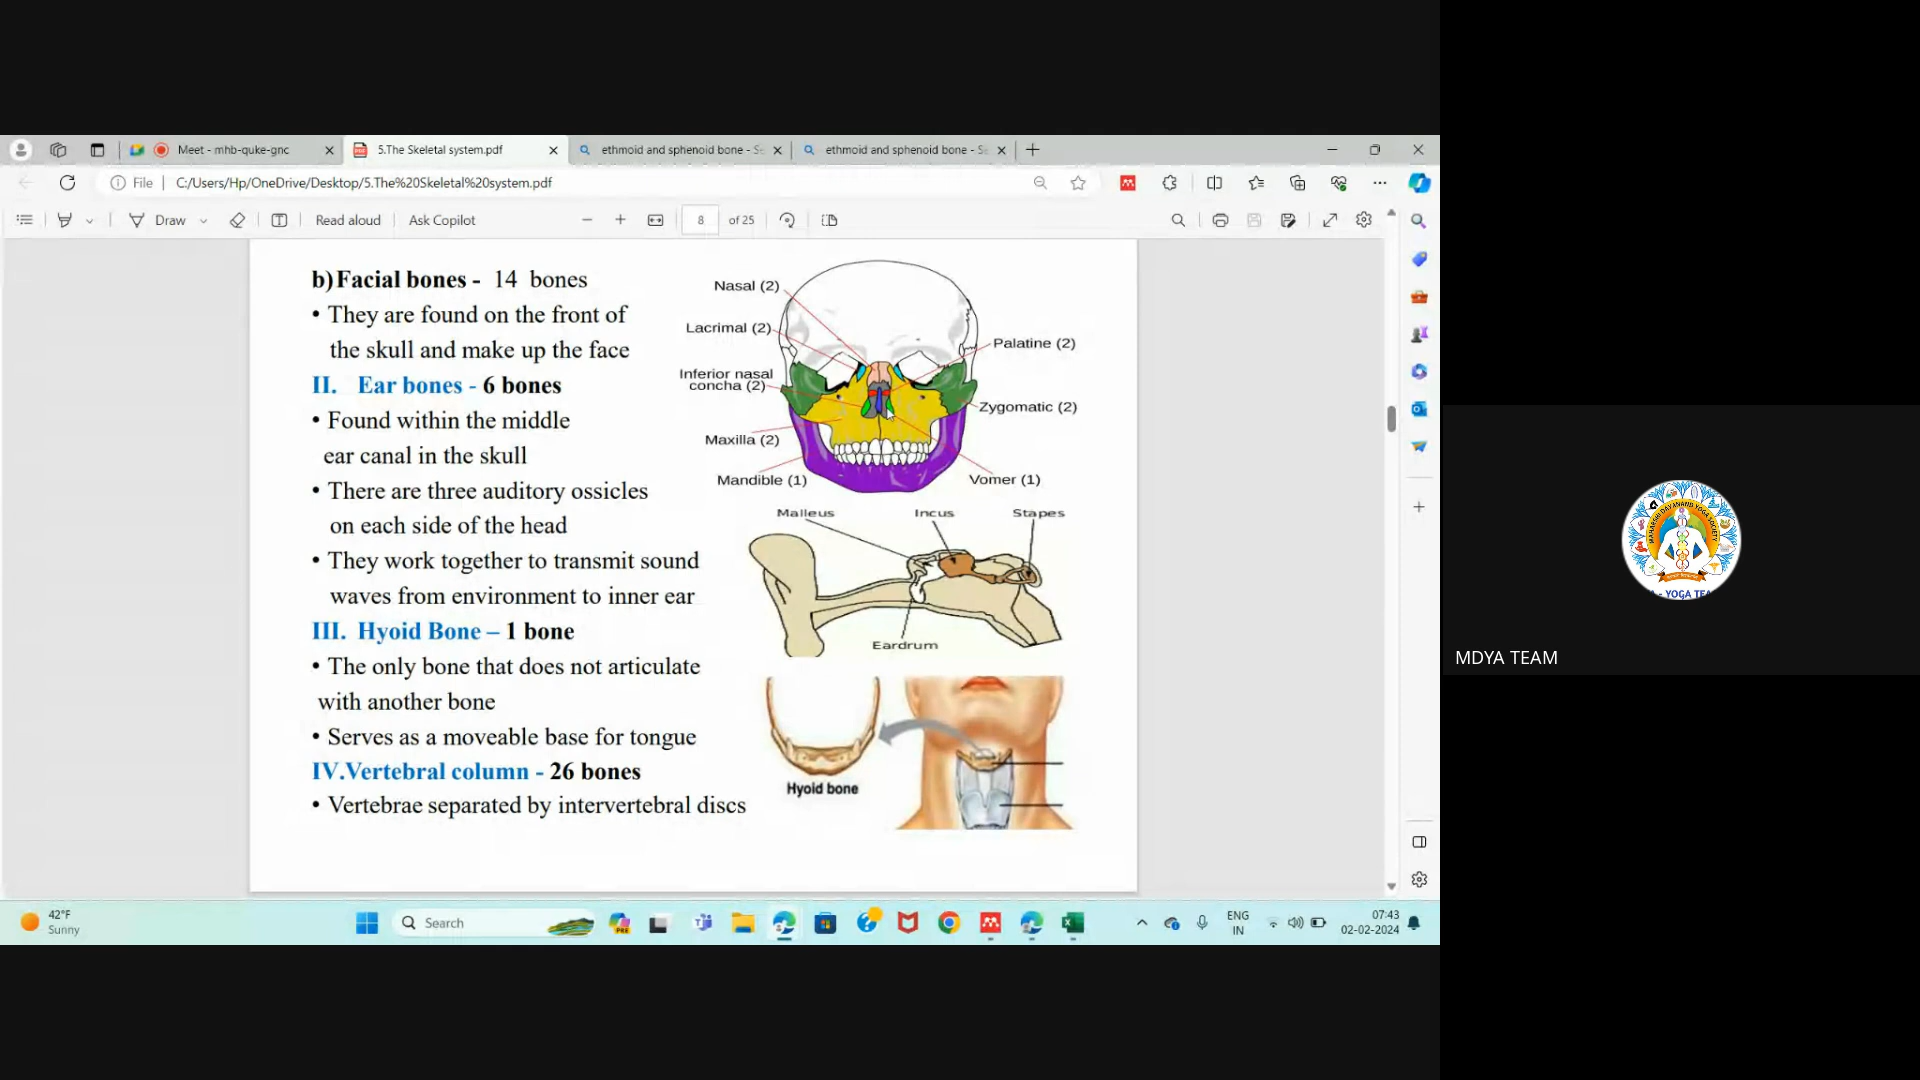 Meet - mhb-quke-gnc
5.The Skeletal system.pdf
ethmoid and sphenoid bone - S
ethmoid and sphenoid bone - S
File
C:/Users/Hp/OneDrive/Desktop/5.The%20Skeletal%20system.pdf
Draw
Read aloud
Ask Copilot
8
of 25
b)Facial bones - 14 bones
• They are found on the front of
the skull and make up the face
II. Ear bones - 6 bones
• Found within the middle
ear canal in the skull
• There are three auditory ossicles
on each side of the head
• They work together to transmit sound
waves from environment to inner ear
III. Hyoid Bone – 1 bone
• The only bone that does not articulate
with another bone
• Serves as a moveable base for tongue
IV.Vertebral column - 26 bones
• Vertebrae separated by intervertebral discs
Nasal (2)
Lacrimal (2)
Inferior nasal
concha (2)
Maxilla (2)
Mandible (1)
Palatine (2)
Zygomatic (2)
Vomer (1)
Malleus
Incus
Stapes
Eardrum
Hyoid bone
MAHARSHI DAYANAND YOGA SOCIETY
A - YOGA TEA
MDYA TEAM
42°F
Sunny
Search
PRE
ENG
IN
07:43
02-02-2024